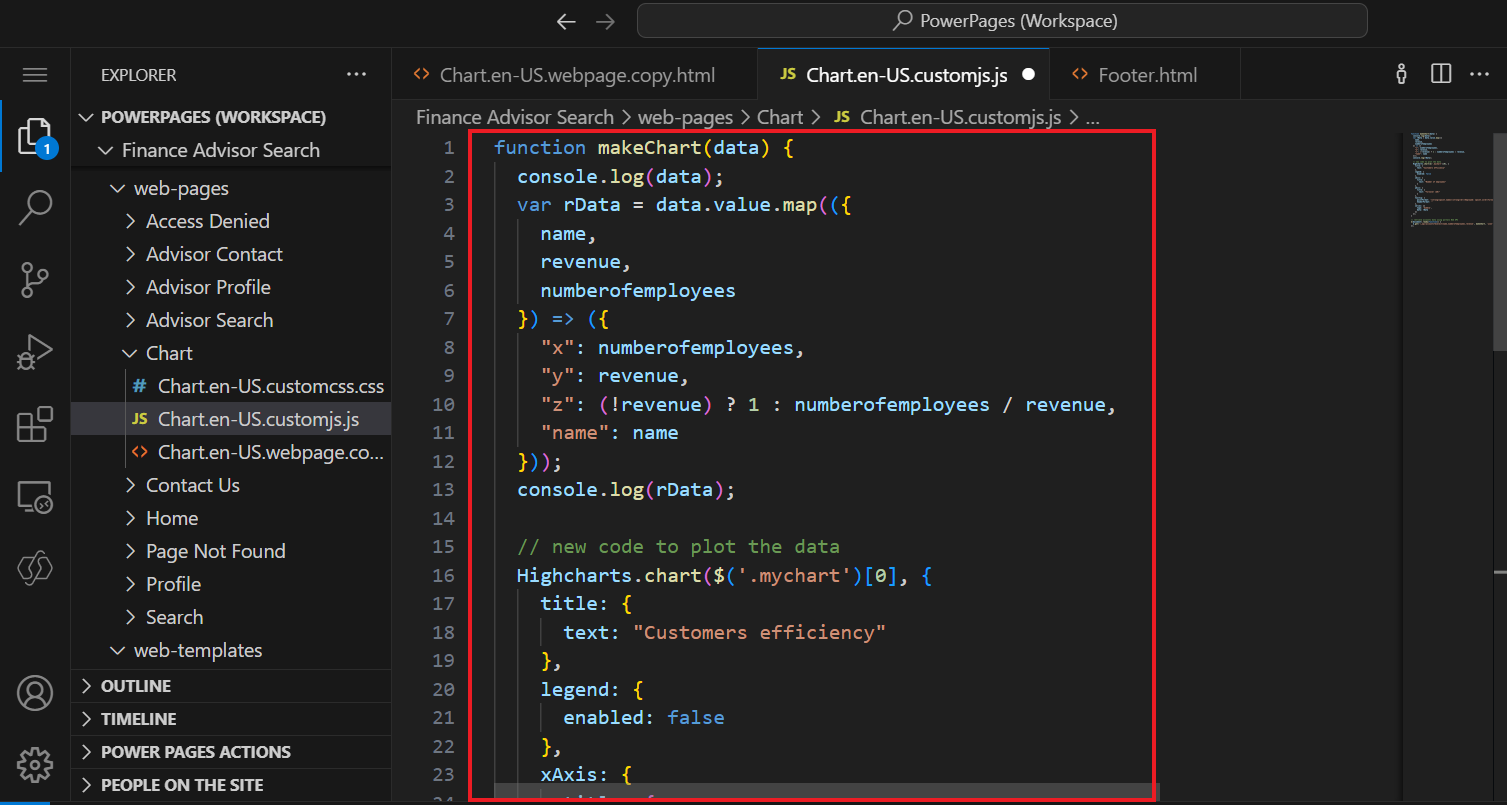 PowerPages (Workspace)
EXPLORER
Chart.en-US.webpage.copy.html
JS Chart.en-US.customjs.js
Footer.html
POWERPAGES (WORKSPACE)
Finance Advisor Search
web-pages
Access Denied
Advisor Contact
Advisor Profile
Advisor Search
Chart
# Chart.en-US.customcss.css
JS Chart.en-US.customjs.js
Chart.en-US.webpage.co...
Contact Us
Home
Page Not Found
Profile
Search
web-templates
OUTLINE
TIMELINE
POWER PAGES ACTIONS
PEOPLE ON THE SITE
1
Finance Advisor Search > web-pages > Chart > JS Chart.en-US.customjs.js > ...
1 function makeChart(data) {
2 console.log(data);
3 var rData = data.value.map(({
4 name,
5 revenue,
6 numberofemployees
7 }) => ({
8 "x": numberofemployees,
9 "y": revenue,
10 "z": (!revenue) ? 1 : numberofemployees / revenue,
11 "name": name
12 }));
13 console.log(rData);
14
15 // new code to plot the data
16 Highcharts.chart($('.mychart')[0], {
17 title: {
18 text: "Customers efficiency"
19 },
20 legend: {
21 enabled: false
22 },
23 xAxis: {